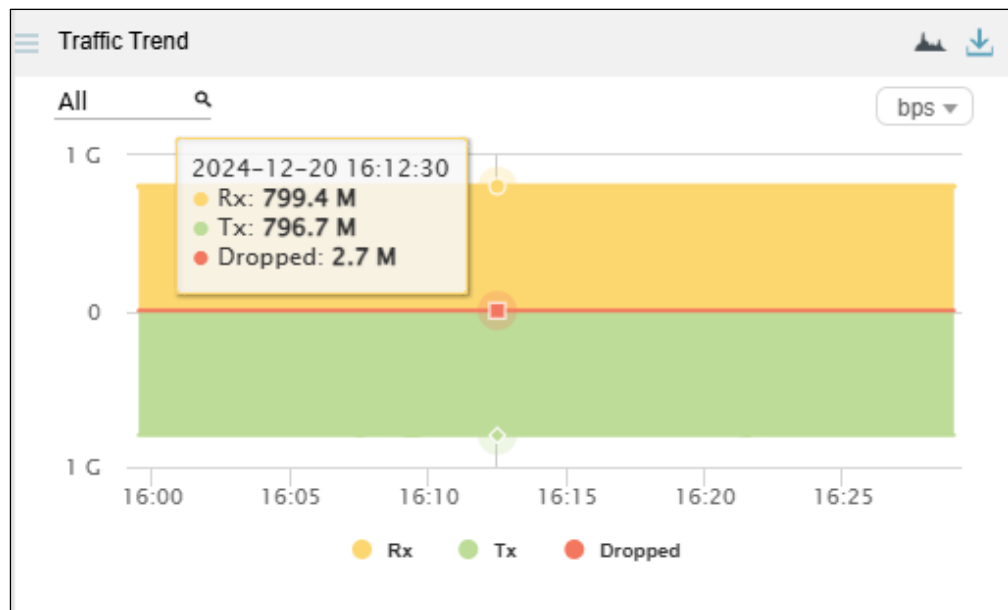 Traffic Trend
All
bps
1 G
2024-12-20 16:12:30
Rx: 799.4 M
Tx: 796.7 M
Dropped: 2.7 M
0
1 G
16:00 16:05 16:10 16:15 16:20 16:25
Rx Tx Dropped